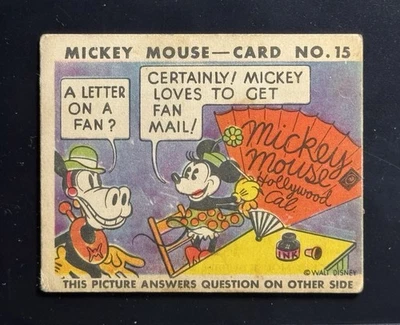 MICKEY MOUSE—CARD NO. 15
A LETTER
ON A
FAN?
CERTAINLY! MICKEY
LOVES TO GET
FAN
MAIL!
Mickey
Mouse
Hollywood
Cal
INK
© WALT DISNEY
THIS PICTURE ANSWERS QUESTION ON OTHER SIDE